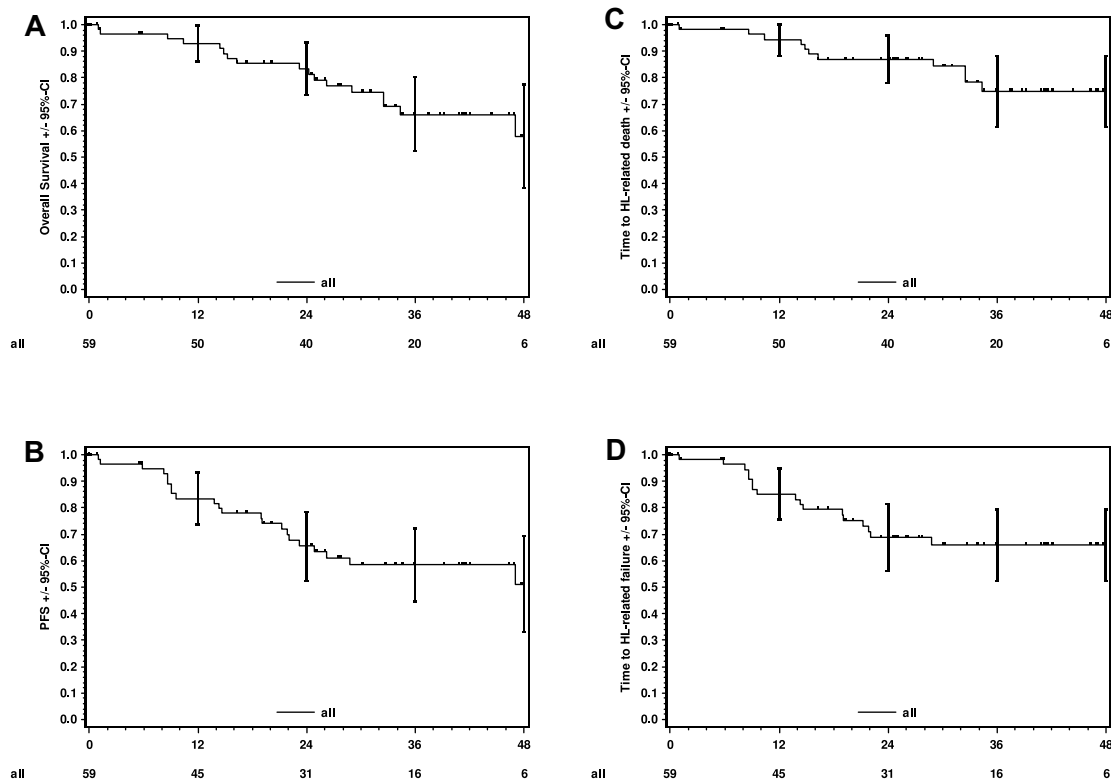 A
Overall Survival +/- 95%-CI
1.0
0.9
0.8
0.7
0.6
0.5
0.4
0.3
0.2
0.1
0.0
all
0 12 24 36 48
all 59 50 40 20 6
C
Time to HL-related death +/- 95%-CI
1.0
0.9
0.8
0.7
0.6
0.5
0.4
0.3
0.2
0.1
0.0
all
0 12 24 36 48
all 59 50 40 20 6
B
PFS +/- 95%-CI
1.0
0.9
0.8
0.7
0.6
0.5
0.4
0.3
0.2
0.1
0.0
all
0 12 24 36 48
all 59 45 31 16 6
D
Time to HL-related failure +/- 95%-CI
1.0
0.9
0.8
0.7
0.6
0.5
0.4
0.3
0.2
0.1
0.0
all
0 12 24 36 48
all 59 45 31 16 6